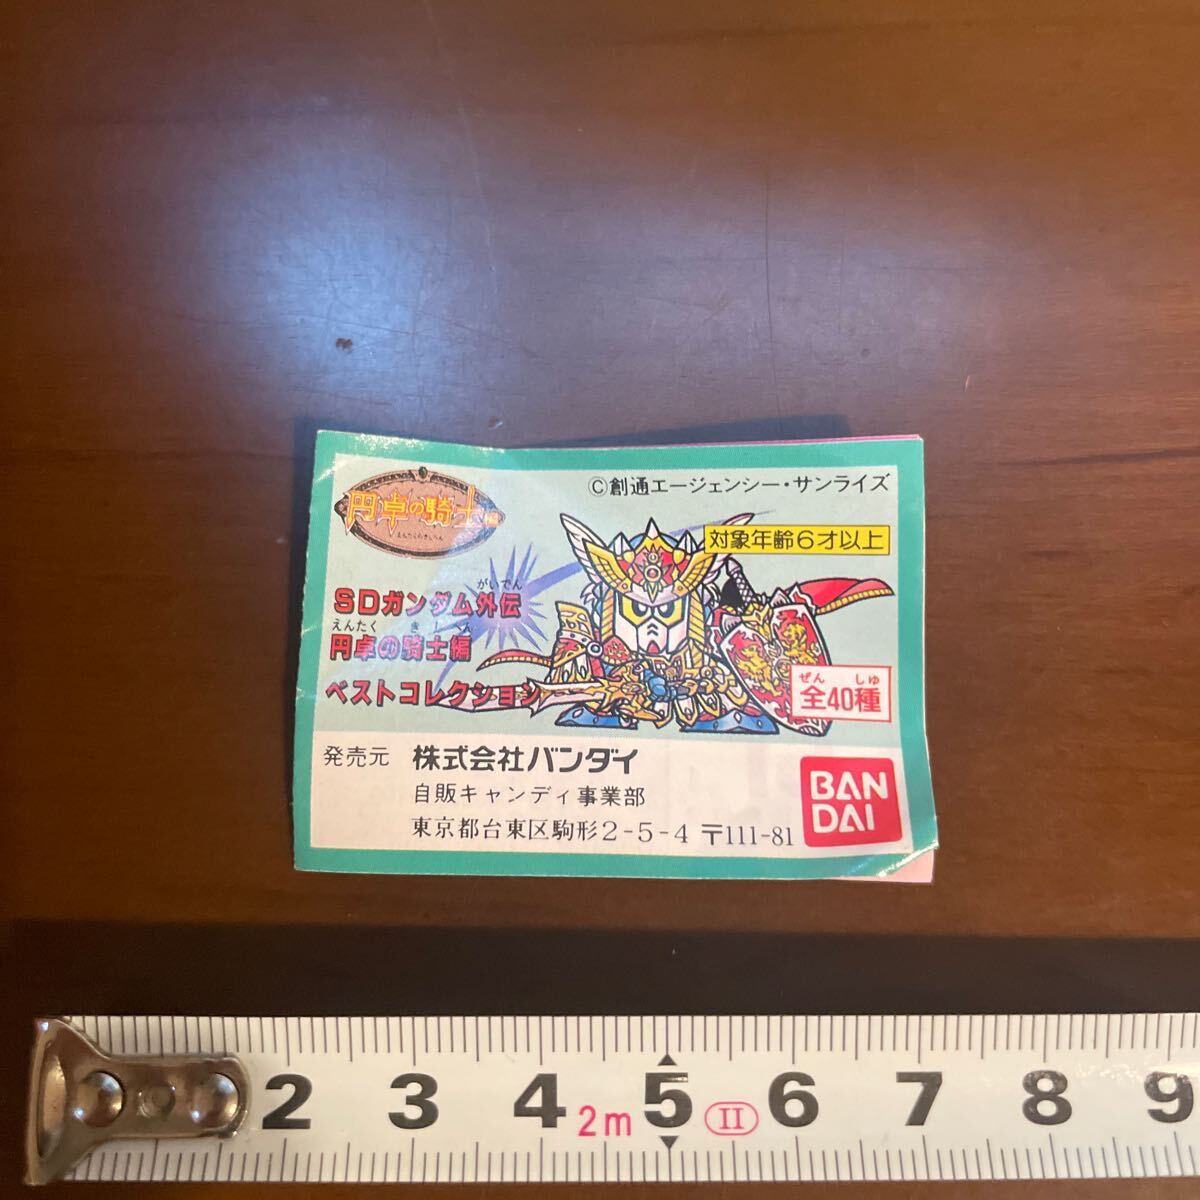 円卓の騎士編
えんたくのきしへん
©創通エージェンシー・サンライズ
対象年齢6才以上
がいでん
SDガンダム外伝
えんたく きしへん
円卓の騎士編
ベストコレクション
ぜん しゅ
全40種
発売元 株式会社バンダイ
自販キャンディ事業部
東京都台東区駒形2-5-4 〒111-81
BAN
DAI
2 3 4 2m 5 II 6 7 8 9